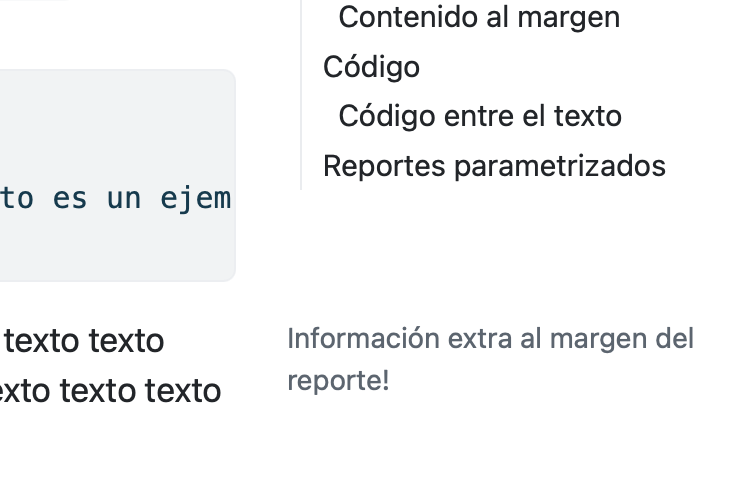 Contenido al margen
Código
Código entre el texto
Reportes parametrizados
to es un ejem
texto texto
exto texto texto
Información extra al margen del
reporte!